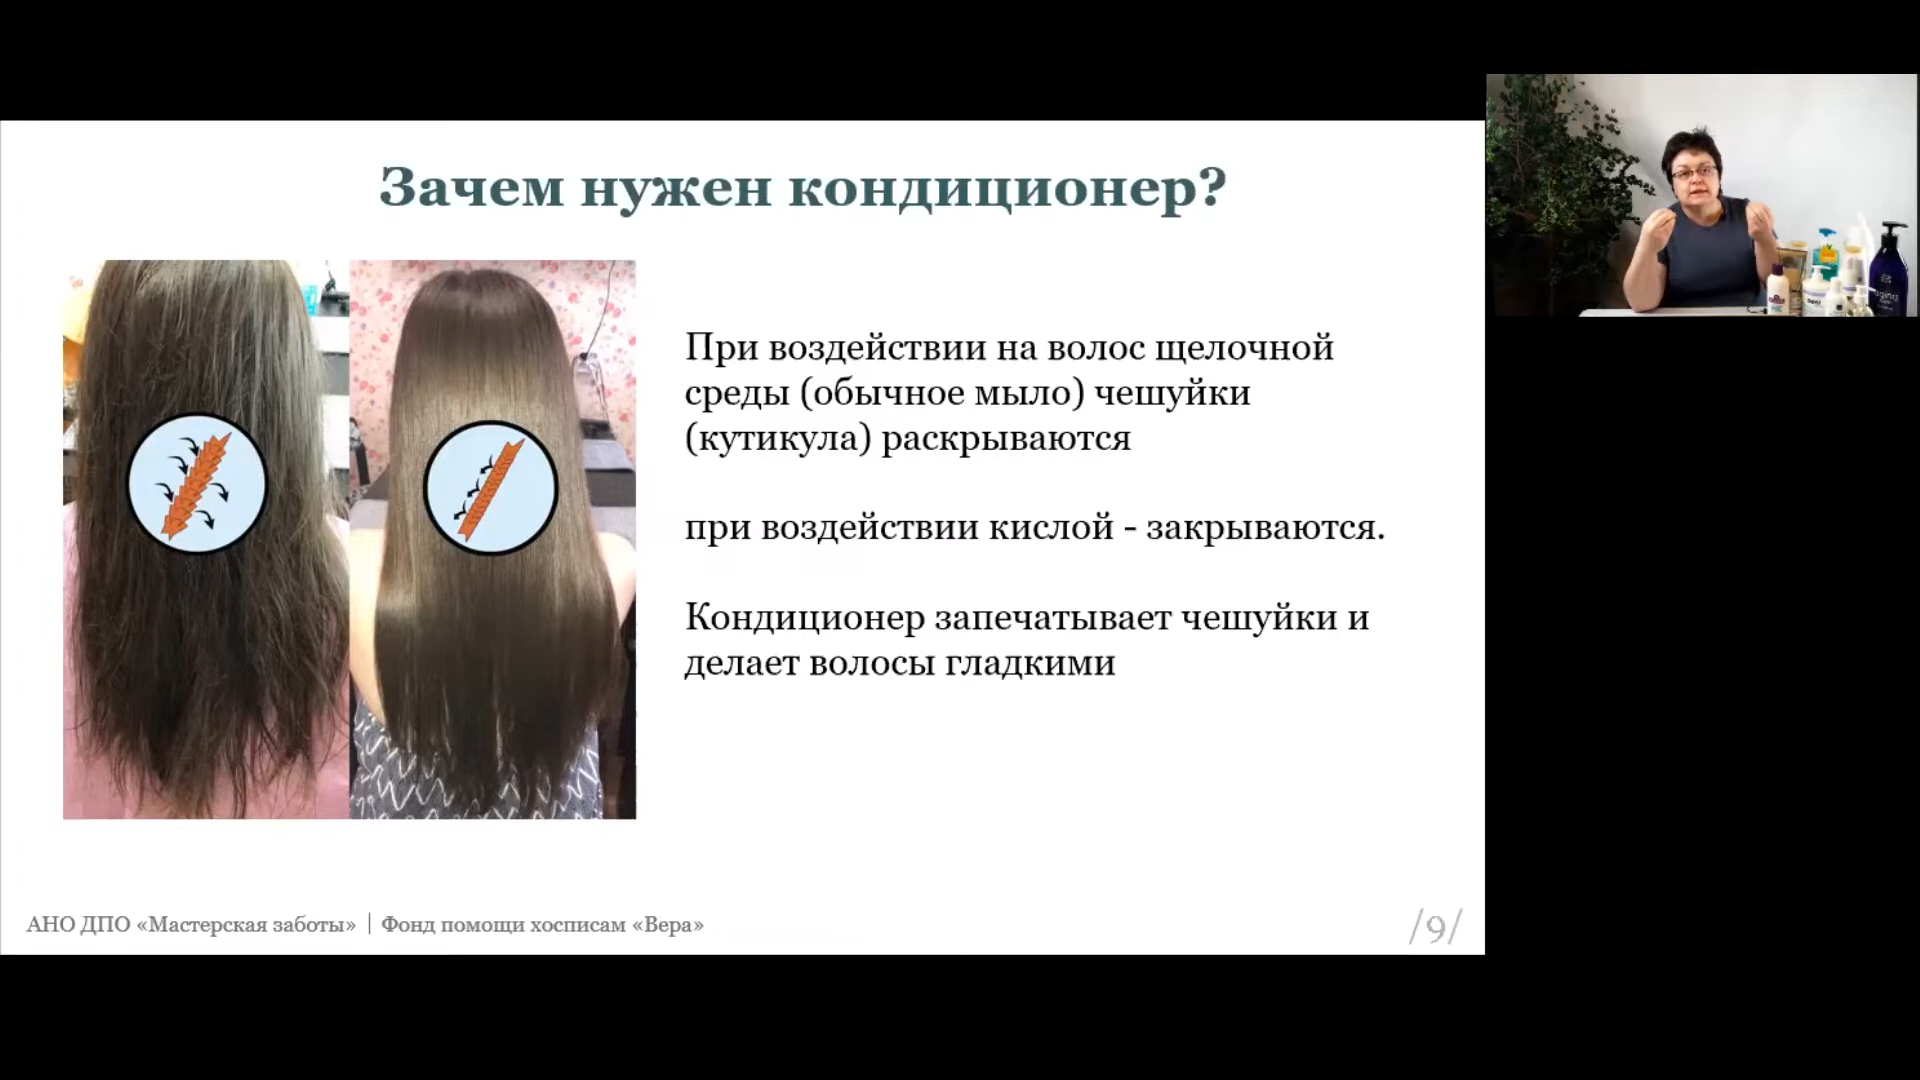 Зачем нужен кондиционер?
При воздействии на волос щелочной
среды (обычное мыло) чешуйки
(кутикула) раскрываются
при воздействии кислой - закрываются.
Кондиционер запечатывает чешуйки и
делает волосы гладкими
АНО ДПО «Мастерская заботы» | Фонд помощи хосписам «Вера»
/9/